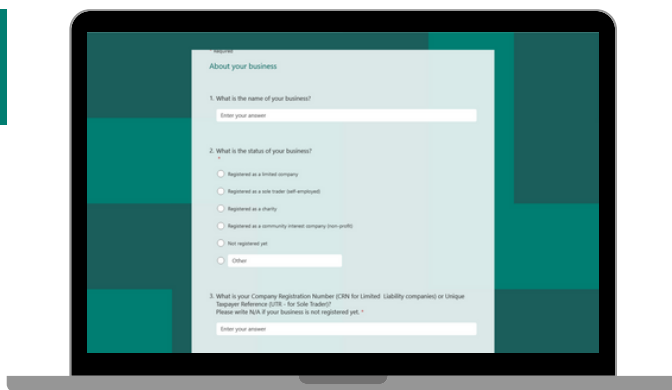 * Required
About your business
1. What is the name of your business?
Enter your answer
2. What is the status of your business?
*
Registered as a limited company
Registered as a sole trader (self-employed)
Registered as a charity
Registered as a community interest company (non-profit)
Not registered yet
Other
3. What is your Company Registration Number (CRN for Limited Liability companies) or Unique
Taxpayer Reference (UTR - for Sole Trader)?
Please write N/A if your business is not registered yet. *
Enter your answer